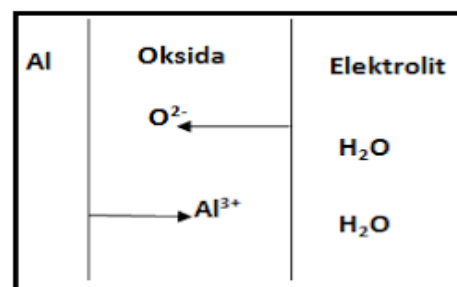 Al
Oksida
Elektrolit
O²⁻
H₂O
Al³⁺
H₂O